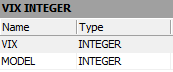 VIX INTEGER
Name Type
VIX INTEGER
MODEL INTEGER